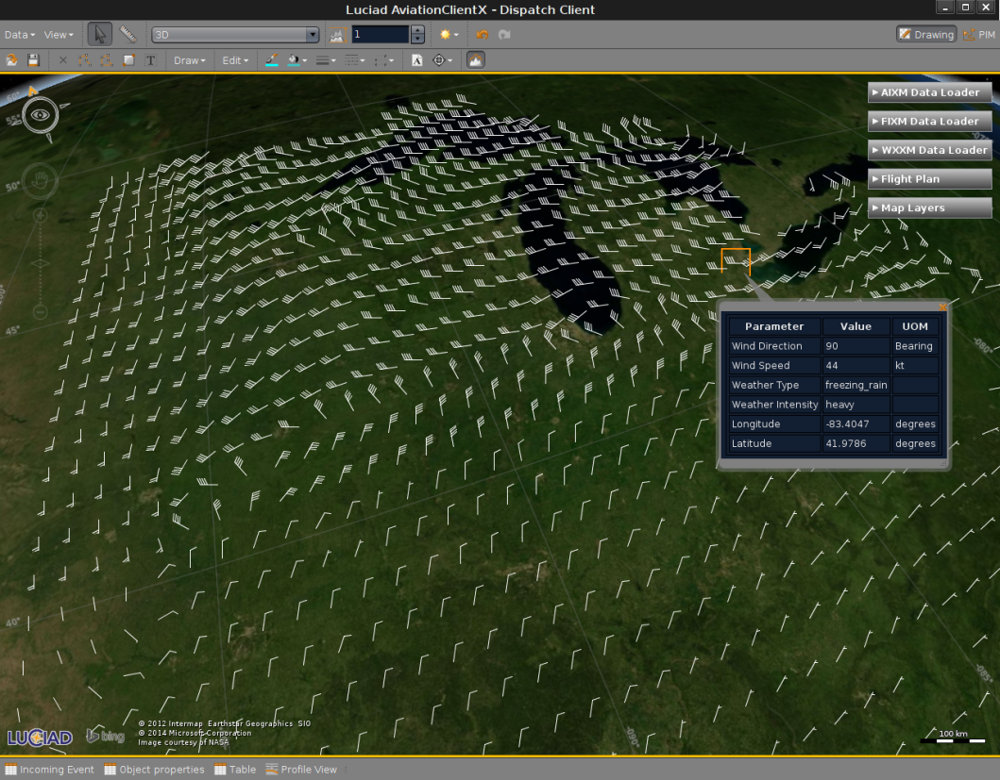 Luciad AviationClientX - Dispatch Client
Data View 3D 1 Drawing PIM
T Draw Edit A
AIXM Data Loader
FIXM Data Loader
WXXM Data Loader
Flight Plan
Map Layers
50°
45°
40°
Parameter Value UOM
Wind Direction 90 Bearing
Wind Speed 44 kt
Weather Type freezing_rain
Weather Intensity heavy
Longitude -83.4047 degrees
Latitude 41.9786 degrees
© 2012 Intermap Earthstar Geographics SIO
© 2014 Microsoft Corporation
Image courtesy of NASA
LUCIAD
bing
100 km
Incoming Event Object properties Table Profile View